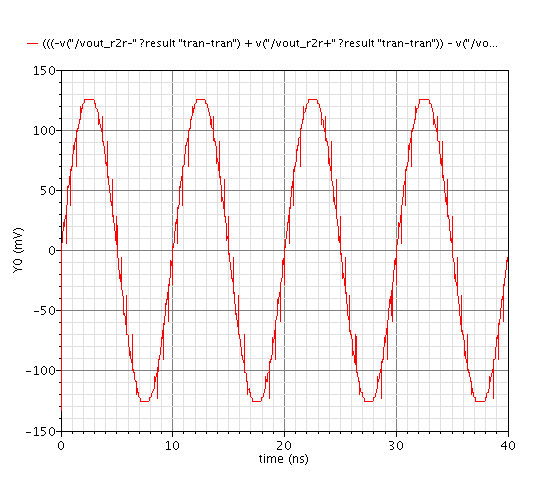 — (((-v("/vout_r2r-" ?result "tran-tran") + v("/vout_r2r+" ?result "tran-tran")) - v("/vo...
150
100
50
0
-50
-100
-150
Y0 (mV)
0 10 20 30 40
time (ns)